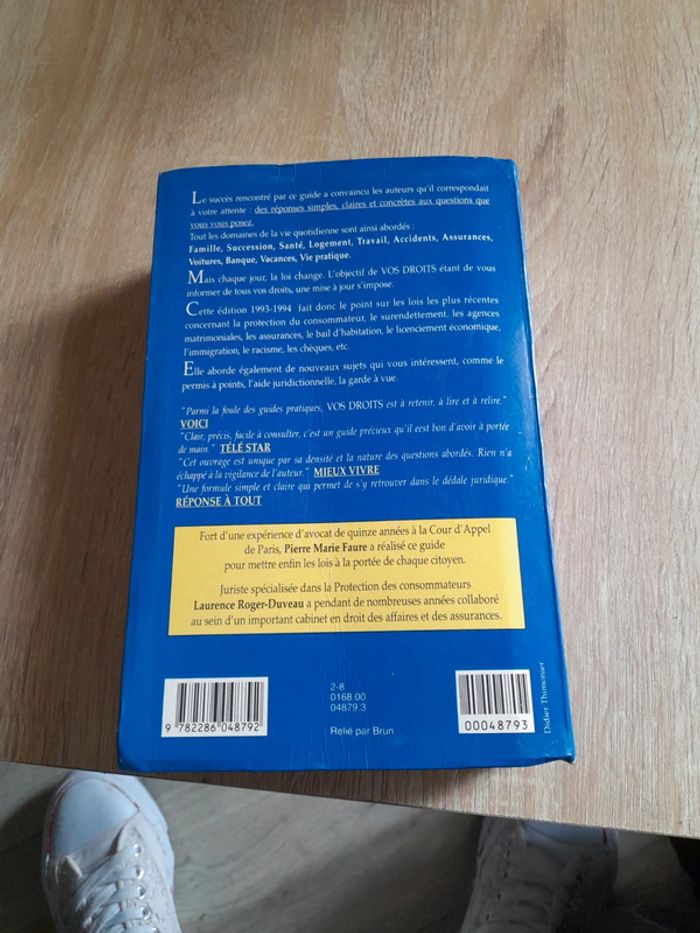 Le succès rencontré par ce guide a convaincu les auteurs qu'il correspondait
à votre attente : des réponses simples, claires et concrètes aux questions que
vous vous posez.
Tout les domaines de la vie quotidienne sont ainsi abordés :
Famille, Succession, Santé, Logement, Travail, Accidents, Assurances,
Voitures, Banque, Vacances, Vie pratique.
Mais chaque jour, la loi change. L'objectif de VOS DROITS étant de vous
informer de tous vos droits, une mise à jour s'impose.
Cette édition 1993-1994 fait donc le point sur les lois les plus récentes
concernant la protection du consommateur, le surendettement, les agences
matrimoniales, les assurances, le bail d'habitation, le licenciement économique,
l'immigration, le racisme, les chèques, etc.
Elle aborde également de nouveaux sujets qui vous intéressent, comme le
permis à points, l'aide juridictionnelle, la garde à vue.
"Parmi la foule des guides pratiques, VOS DROITS est à retenir, à lire et à relire."
VOICI
"Clair, précis, facile à consulter, c'est un guide précieux qu'il eest bon d'avoir à portée
de main." TÉLÉ STAR
"Cet ouvrage est unique par sa densité et la nature des questions abordés. Rien n'a
échappé à la vigilance de l'auteur." MIEUX VIVRE
"Une formule simple et claire qui permet de s'y retrouver dans le dédale juridique."
RÉPONSE À TOUT
Fort d'une expérience d'avocat de quinze années à la Cour d'Appel
de Paris, Pierre Marie Faure a réalisé ce guide
pour mettre enfin les lois à la portée de chaque citoyen.
Juriste spécialisée dans la Protection des consommateurs
Laurence Roger-Duveau a pendant de nombreuses années collaboré
au sein d'un important cabinet en droit des affaires et des assurances.
9 782286 048792
2-8
0168.00
04879.3
Relié par Brun
00048793
Didier Thimonier